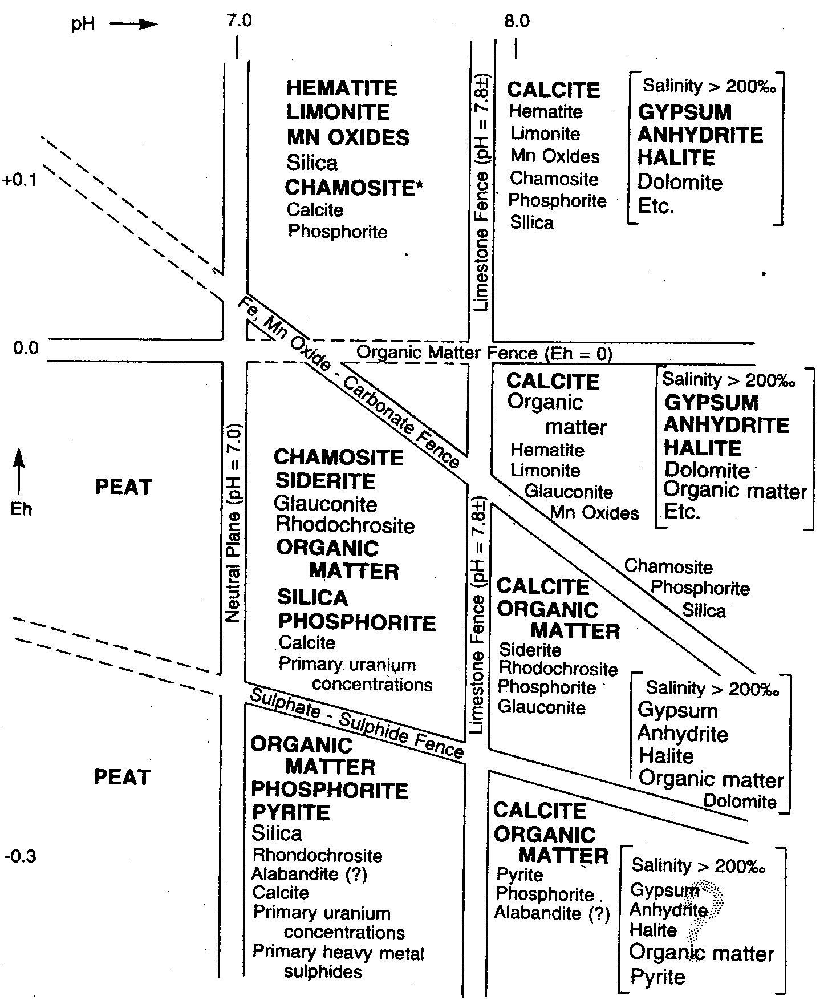 pH
7.0
8.0
HEMATITE
LIMONITE
MN OXIDES
Silica
CHAMOSITE*
Calcite
Phosphorite
Limestone Fence (pH = 7.8±)
CALCITE
Hematite
Limonite
Mn Oxides
Chamosite
Phosphorite
Silica
Salinity > 200‰
GYPSUM
ANHYDRITE
HALITE
Dolomite
Etc.
+0.1
0.0
Fe, Mn Oxide - Carbonate Fence
Organic Matter Fence (Eh = 0)
CALCITE
Organic
matter
Hematite
Limonite
Glauconite
Mn Oxides
Chamosite
Phosphorite
Silica
Salinity > 200‰
GYPSUM
ANHYDRITE
HALITE
Dolomite
Organic matter
Etc.
Eh
PEAT
Neutral Plane (pH = 7.0)
CHAMOSITE
SIDERITE
Glauconite
Rhodochrosite
ORGANIC
MATTER
SILICA
PHOSPHORITE
Calcite
Primary uranium
concentrations
Limestone Fence (pH = 7.8±)
CALCITE
ORGANIC
MATTER
Siderite
Rhodochrosite
Phosphorite
Glauconite
Salinity > 200‰
Gypsum
Anhydrite
Halite
Organic matter
Dolomite
Sulphate - Sulphide Fence
PEAT
-0.3
ORGANIC
MATTER
PHOSPHORITE
PYRITE
Silica
Rhondochrosite
Alabandite (?)
Calcite
Primary uranium
concentrations
Primary heavy metal
sulphides
CALCITE
ORGANIC
MATTER
Pyrite
Phosphorite
Alabandite (?)
Salinity > 200‰
Gypsum
Anhydrite
Halite
Organic matter
Pyrite
?